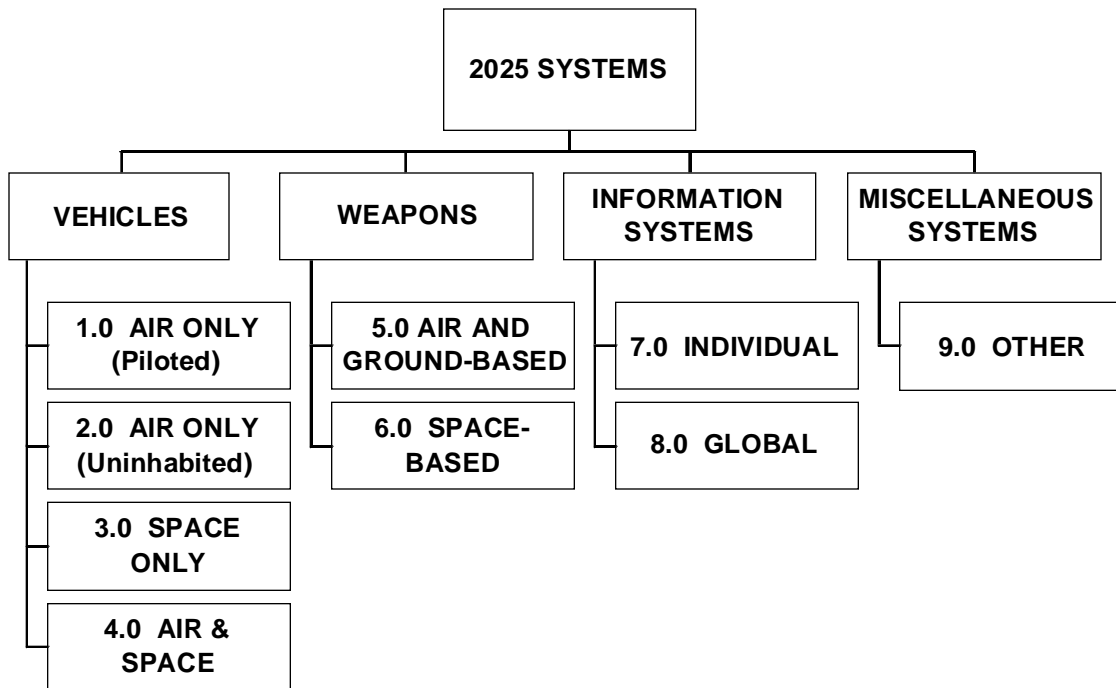 2025 SYSTEMS
VEHICLES
WEAPONS
INFORMATION
SYSTEMS
MISCELLANEOUS
SYSTEMS
1.0 AIR ONLY
(Piloted)
2.0 AIR ONLY
(Uninhabited)
3.0 SPACE
ONLY
4.0 AIR &
SPACE
5.0 AIR AND
GROUND-BASED
6.0 SPACE-
BASED
7.0 INDIVIDUAL
8.0 GLOBAL
9.0 OTHER